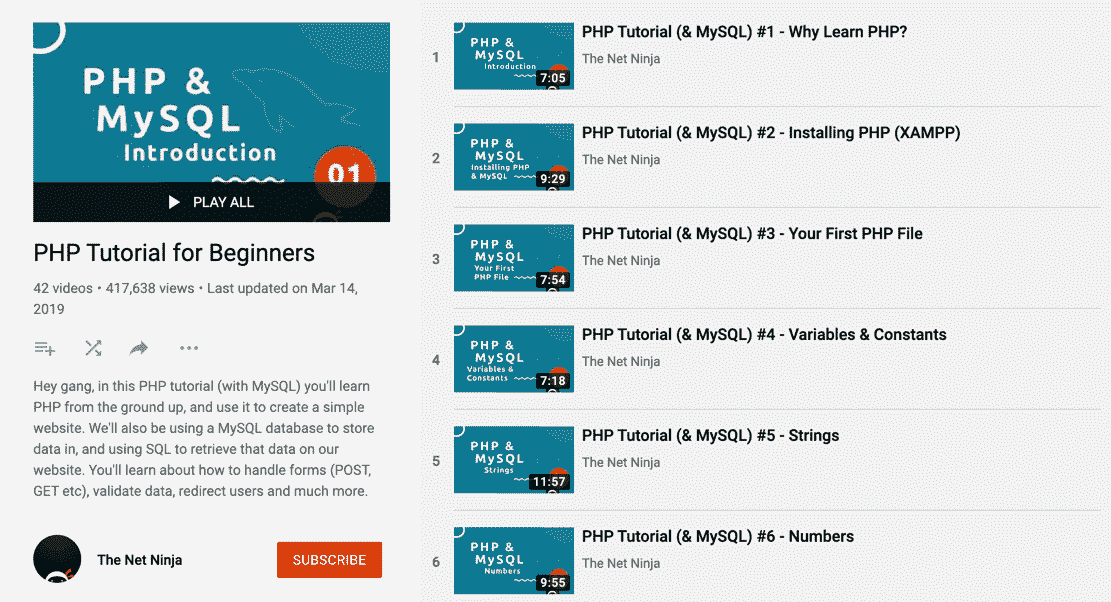 PHP &
MySQL
Introduction
01
PLAY ALL
PHP Tutorial for Beginners
42 videos • 417,638 views • Last updated on Mar 14,
2019
Hey gang, in this PHP tutorial (with MySQL) you'll learn
PHP from the ground up, and use it to create a simple
website. We'll also be using a MySQL database to store
data in, and using SQL to retrieve that data on our
website. You'll learn about how to handle forms (POST,
GET etc), validate data, redirect users and much more.
The Net Ninja
SUBSCRIBE
1
PHP &
MySQL
Introduction
7:05
PHP Tutorial (& MySQL) #1 - Why Learn PHP?
The Net Ninja
2
PHP &
MySQL
Installing PHP
& MySQL
9:29
PHP Tutorial (& MySQL) #2 - Installing PHP (XAMPP)
The Net Ninja
3
PHP &
MySQL
Your First
PHP File
7:54
PHP Tutorial (& MySQL) #3 - Your First PHP File
The Net Ninja
4
PHP &
MySQL
Variables &
Constants
7:18
PHP Tutorial (& MySQL) #4 - Variables & Constants
The Net Ninja
5
PHP &
MySQL
Strings
11:57
PHP Tutorial (& MySQL) #5 - Strings
The Net Ninja
6
PHP &
MySQL
Numbers
9:55
PHP Tutorial (& MySQL) #6 - Numbers
The Net Ninja